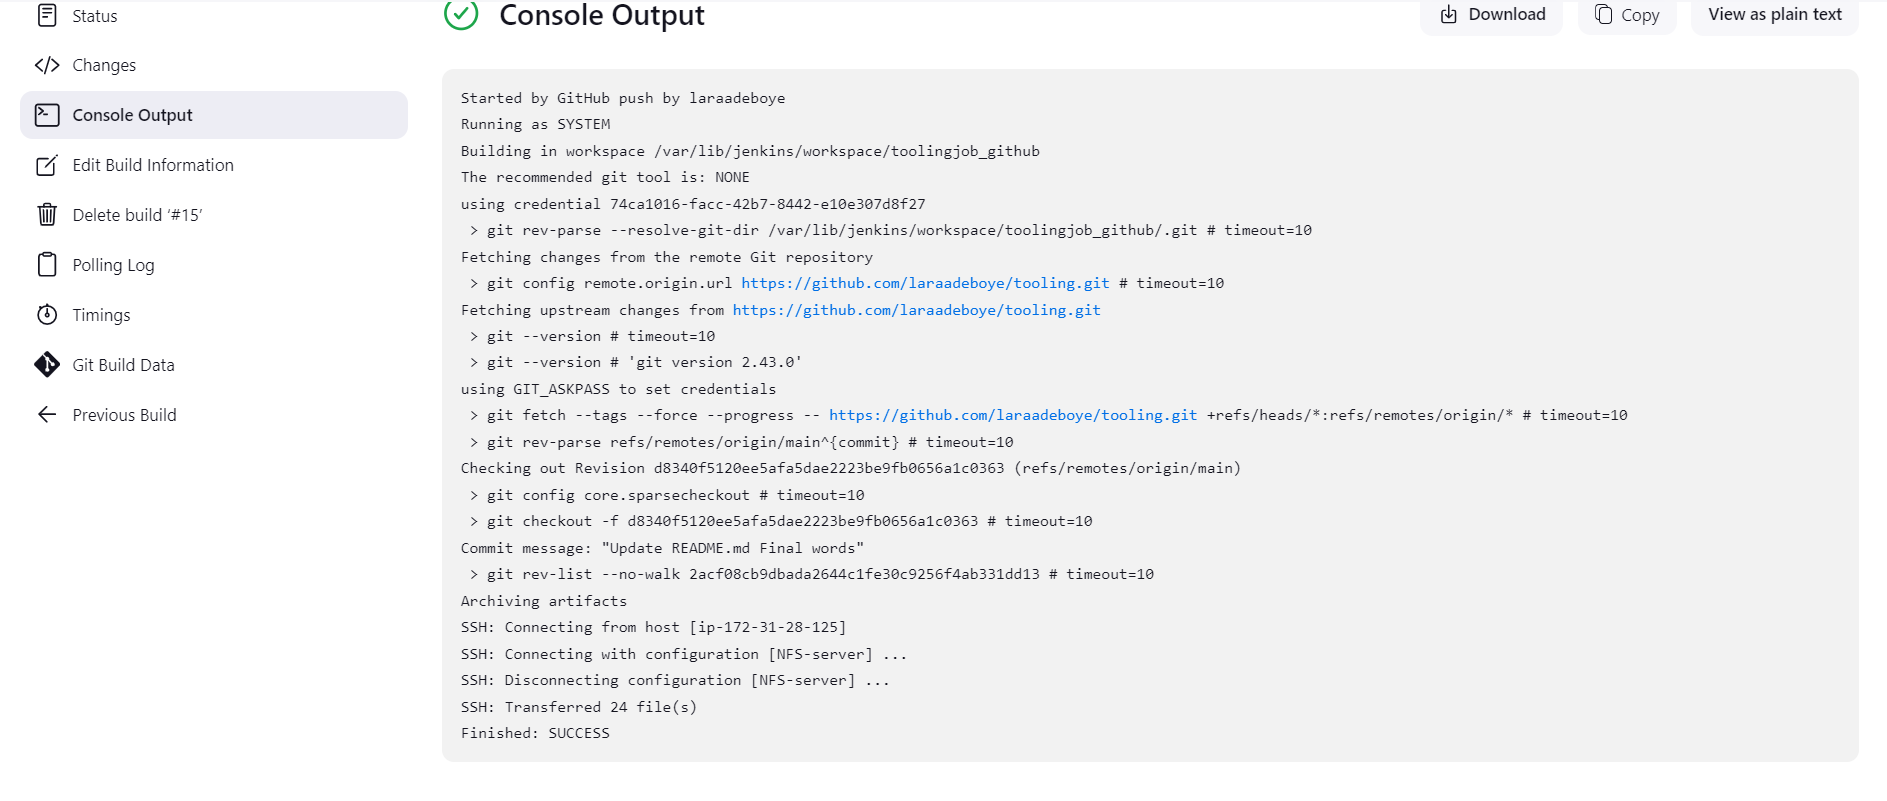 Status
Changes
Console Output
Edit Build Information
Delete build ‘#15’
Polling Log
Timings
Git Build Data
Previous Build
Console Output
Download
Copy
View as plain text
Started by GitHub push by laraadeboye
Running as SYSTEM
Building in workspace /var/lib/jenkins/workspace/toolingjob_github
The recommended git tool is: NONE
using credential 74ca1016-facc-42b7-8442-e10e307d8f27
 > git rev-parse --resolve-git-dir /var/lib/jenkins/workspace/toolingjob_github/.git # timeout=10
Fetching changes from the remote Git repository
 > git config remote.origin.url https://github.com/laraadeboye/tooling.git # timeout=10
Fetching upstream changes from https://github.com/laraadeboye/tooling.git
 > git --version # timeout=10
 > git --version # 'git version 2.43.0'
using GIT_ASKPASS to set credentials
 > git fetch --tags --force --progress -- https://github.com/laraadeboye/tooling.git +refs/heads/*:refs/remotes/origin/* # timeout=10
 > git rev-parse refs/remotes/origin/main^{commit} # timeout=10
Checking out Revision d8340f5120ee5afa5dae2223be9fb0656a1c0363 (refs/remotes/origin/main)
 > git config core.sparsecheckout # timeout=10
 > git checkout -f d8340f5120ee5afa5dae2223be9fb0656a1c0363 # timeout=10
Commit message: "Update README.md Final words"
 > git rev-list --no-walk 2acf08cb9dbada2644c1fe30c9256f4ab331dd13 # timeout=10
Archiving artifacts
SSH: Connecting from host [ip-172-31-28-125]
SSH: Connecting with configuration [NFS-server] ...
SSH: Disconnecting configuration [NFS-server] ...
SSH: Transferred 24 file(s)
Finished: SUCCESS